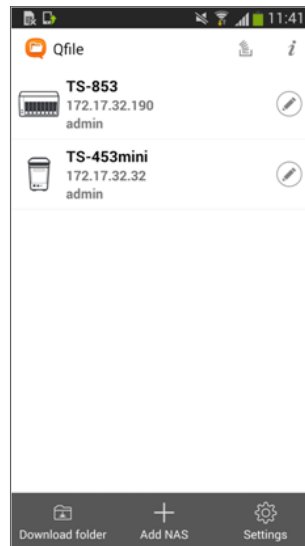 11:41
Qfile
i
TS-853
172.17.32.190
admin
TS-453mini
172.17.32.32
admin
Download folder
Add NAS
Settings